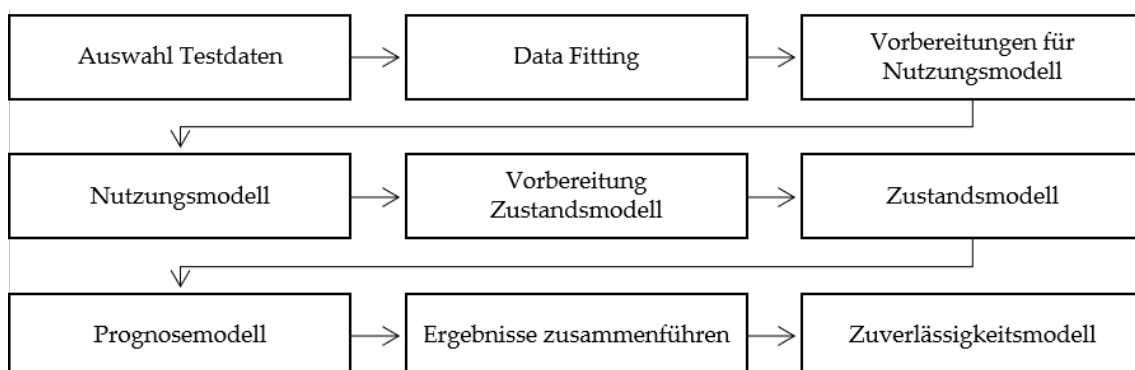 Auswahl Testdaten
Data Fitting
Vorbereitungen für
Nutzungsmodell
Nutzungsmodell
Vorbereitung
Zustandsmodell
Zustandsmodell
Prognosemodell
Ergebnisse zusammenführen
Zuverlässigkeitsmodell